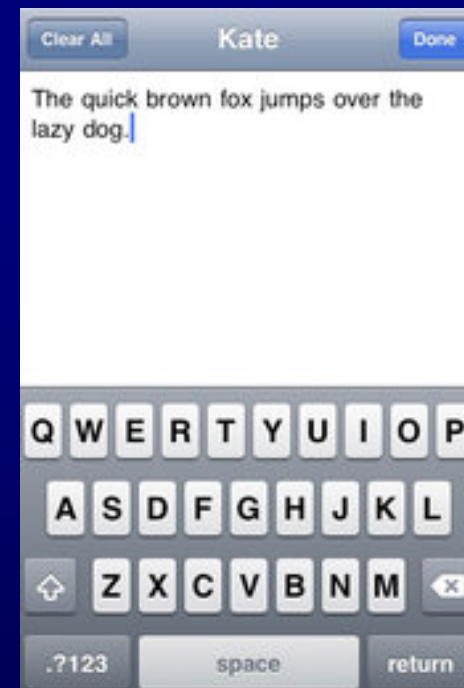 Clear All Kate Done
The quick brown fox jumps over the
lazy dog.
Q W E R T Y U I O P
A S D F G H J K L
Z X C V B N M
.?123 space return